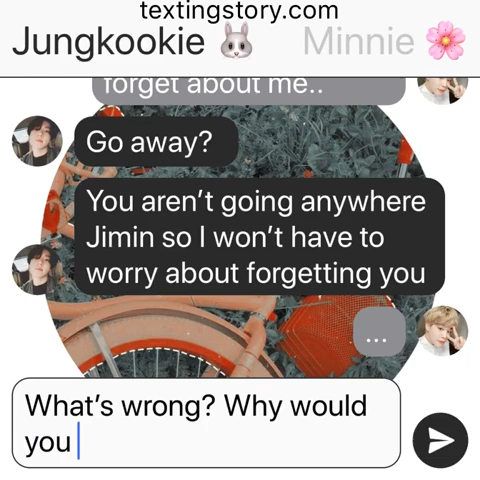 textingstory.com
Jungkookie 🐰 Minnie 🌸
forget about me..
Go away?
You aren’t going anywhere
Jimin so I won’t have to
worry about forgetting you
...
What’s wrong? Why would
you